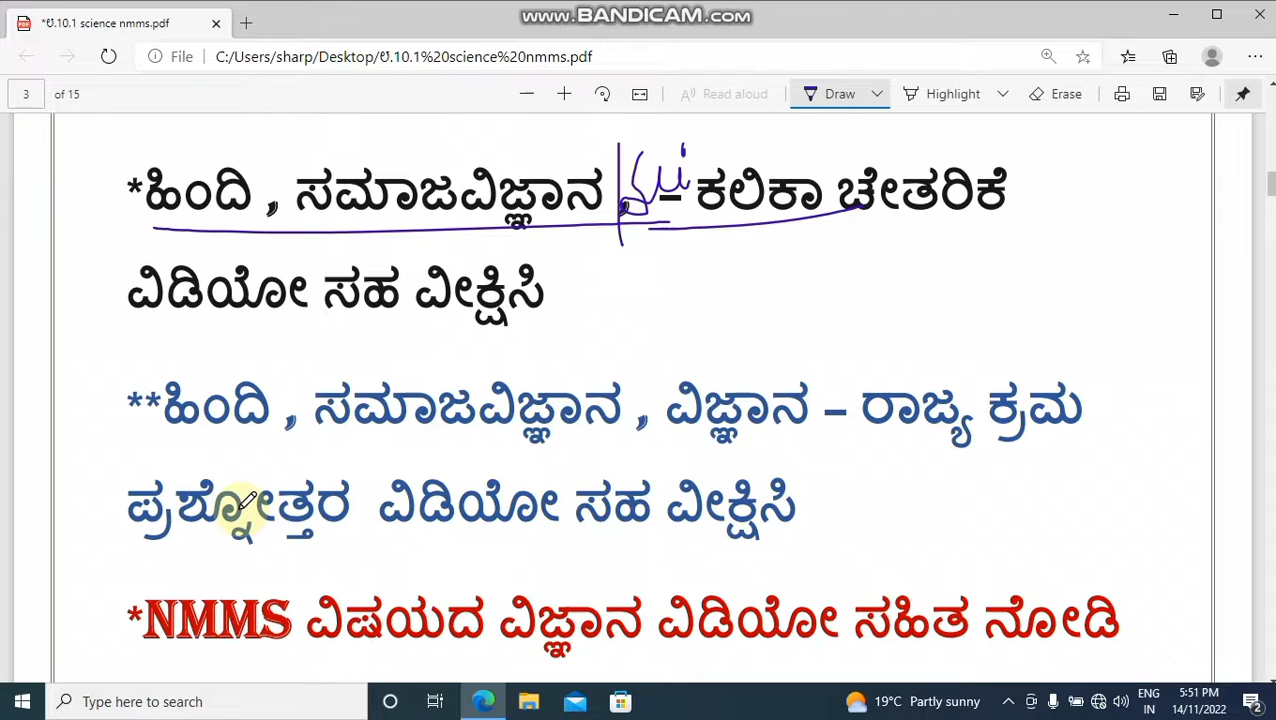 www.BANDICAM.com
*ლ.10.1 science nmms.pdf
File C:/Users/sharp/Desktop/ლ.10.1%20science%20nmms.pdf
3 of 15 Read aloud Draw Highlight Erase
*ಹಿಂದಿ , ಸಮಾಜವಿಜ್ಞಾನ , – ಕಲಿಕಾ ಚೇತರಿಕೆ
ವಿಡಿಯೋ ಸಹ ವೀಕ್ಷಿಸಿ
**ಹಿಂದಿ , ಸಮಾಜವಿಜ್ಞಾನ , ವಿಜ್ಞಾನ – ರಾಜ್ಯ ಕ್ರಮ
ಪ್ರಶ್ನೋತ್ತರ ವಿಡಿಯೋ ಸಹ ವೀಕ್ಷಿಸಿ
*NMMS ವಿಷಯದ ವಿಜ್ಞಾನ ವಿಡಿಯೋ ಸಹಿತ ನೋಡಿ
Type here to search 19°C Partly sunny ENG 5:51 PM
IN 14/11/2022 2